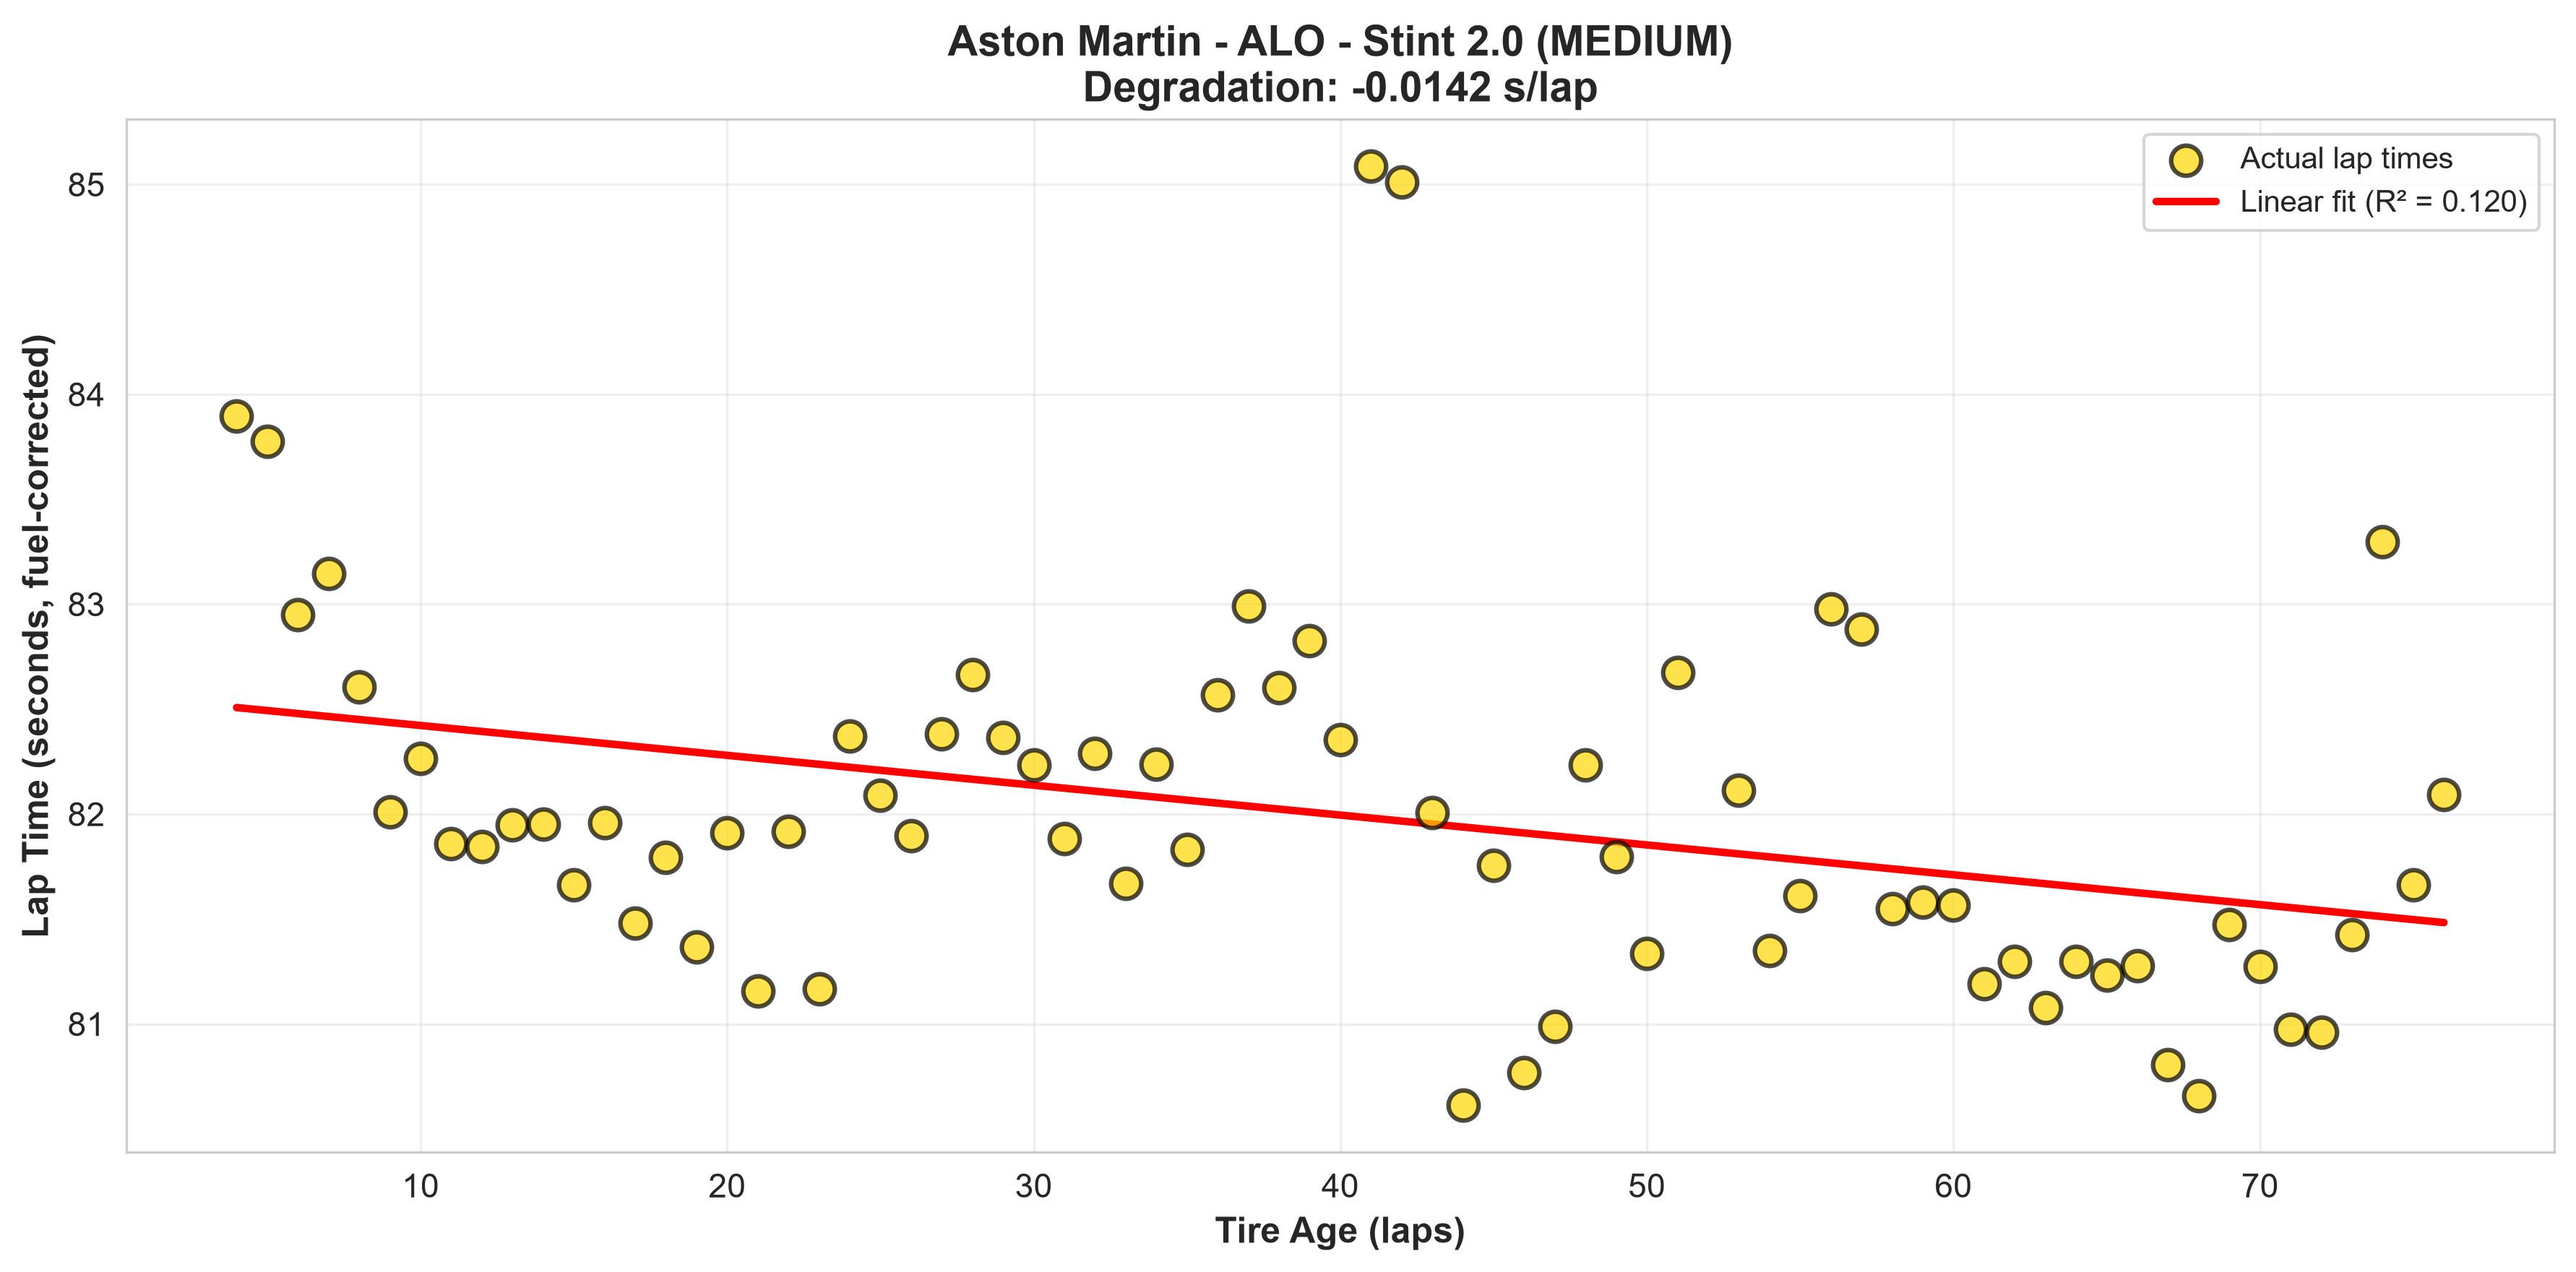 Aston Martin - ALO - Stint 2.0 (MEDIUM)
Degradation: -0.0142 s/lap
Actual lap times
Linear fit (R² = 0.120)
Lap Time (seconds, fuel-corrected)
85
84
83
82
81
10 20 30 40 50 60 70
Tire Age (laps)